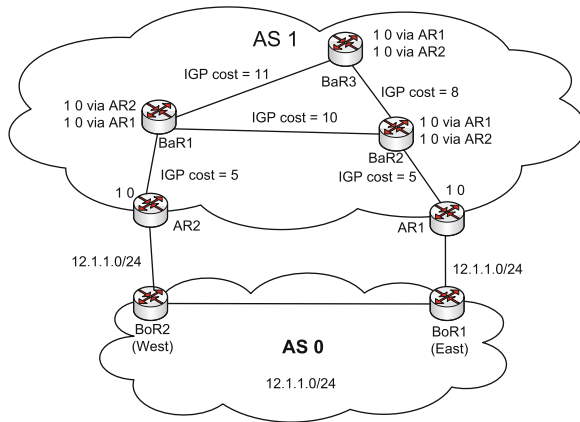 AS 1
1 0 via AR1
1 0 via AR2
BaR3
IGP cost = 11
IGP cost = 8
1 0 via AR2
1 0 via AR1
BaR1
IGP cost = 10
1 0 via AR1
1 0 via AR2
BaR2
IGP cost = 5
IGP cost = 5
1 0
AR2
1 0
AR1
12.1.1.0/24
12.1.1.0/24
BoR2
(West)
BoR1
(East)
AS 0
12.1.1.0/24